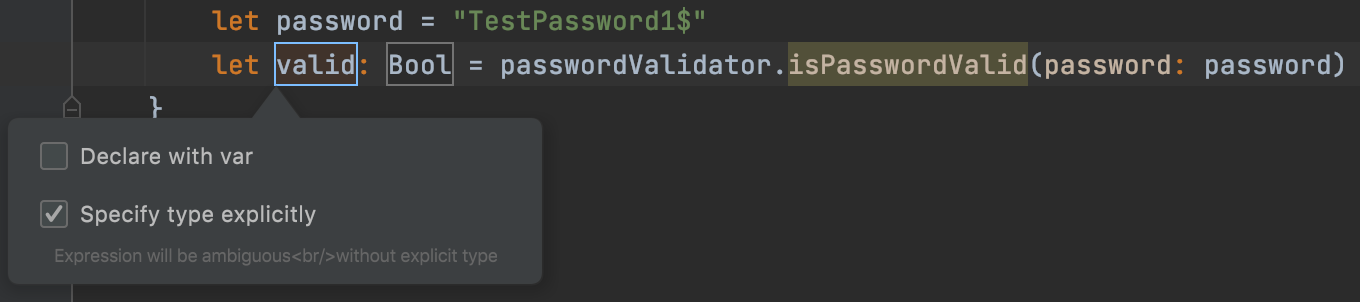 let password = "TestPassword1$"
let valid: Bool = passwordValidator.isPasswordValid(password: password)
}
Declare with var
Specify type explicitly
Expression will be ambiguous<br/>without explicit type